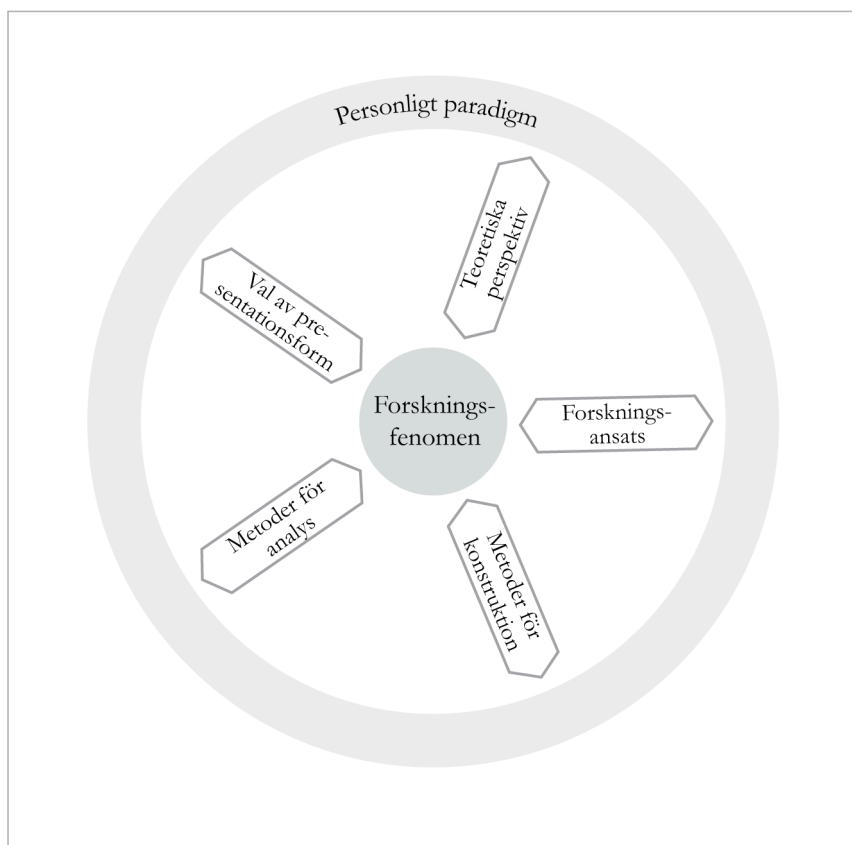 Personligt paradigm
Teoretiska
perspektiv
Val av pre-
sentationsform
Forsknings-
fenomen
Forsknings-
ansats
Metoder för
analys
Metoder för
konstruktion